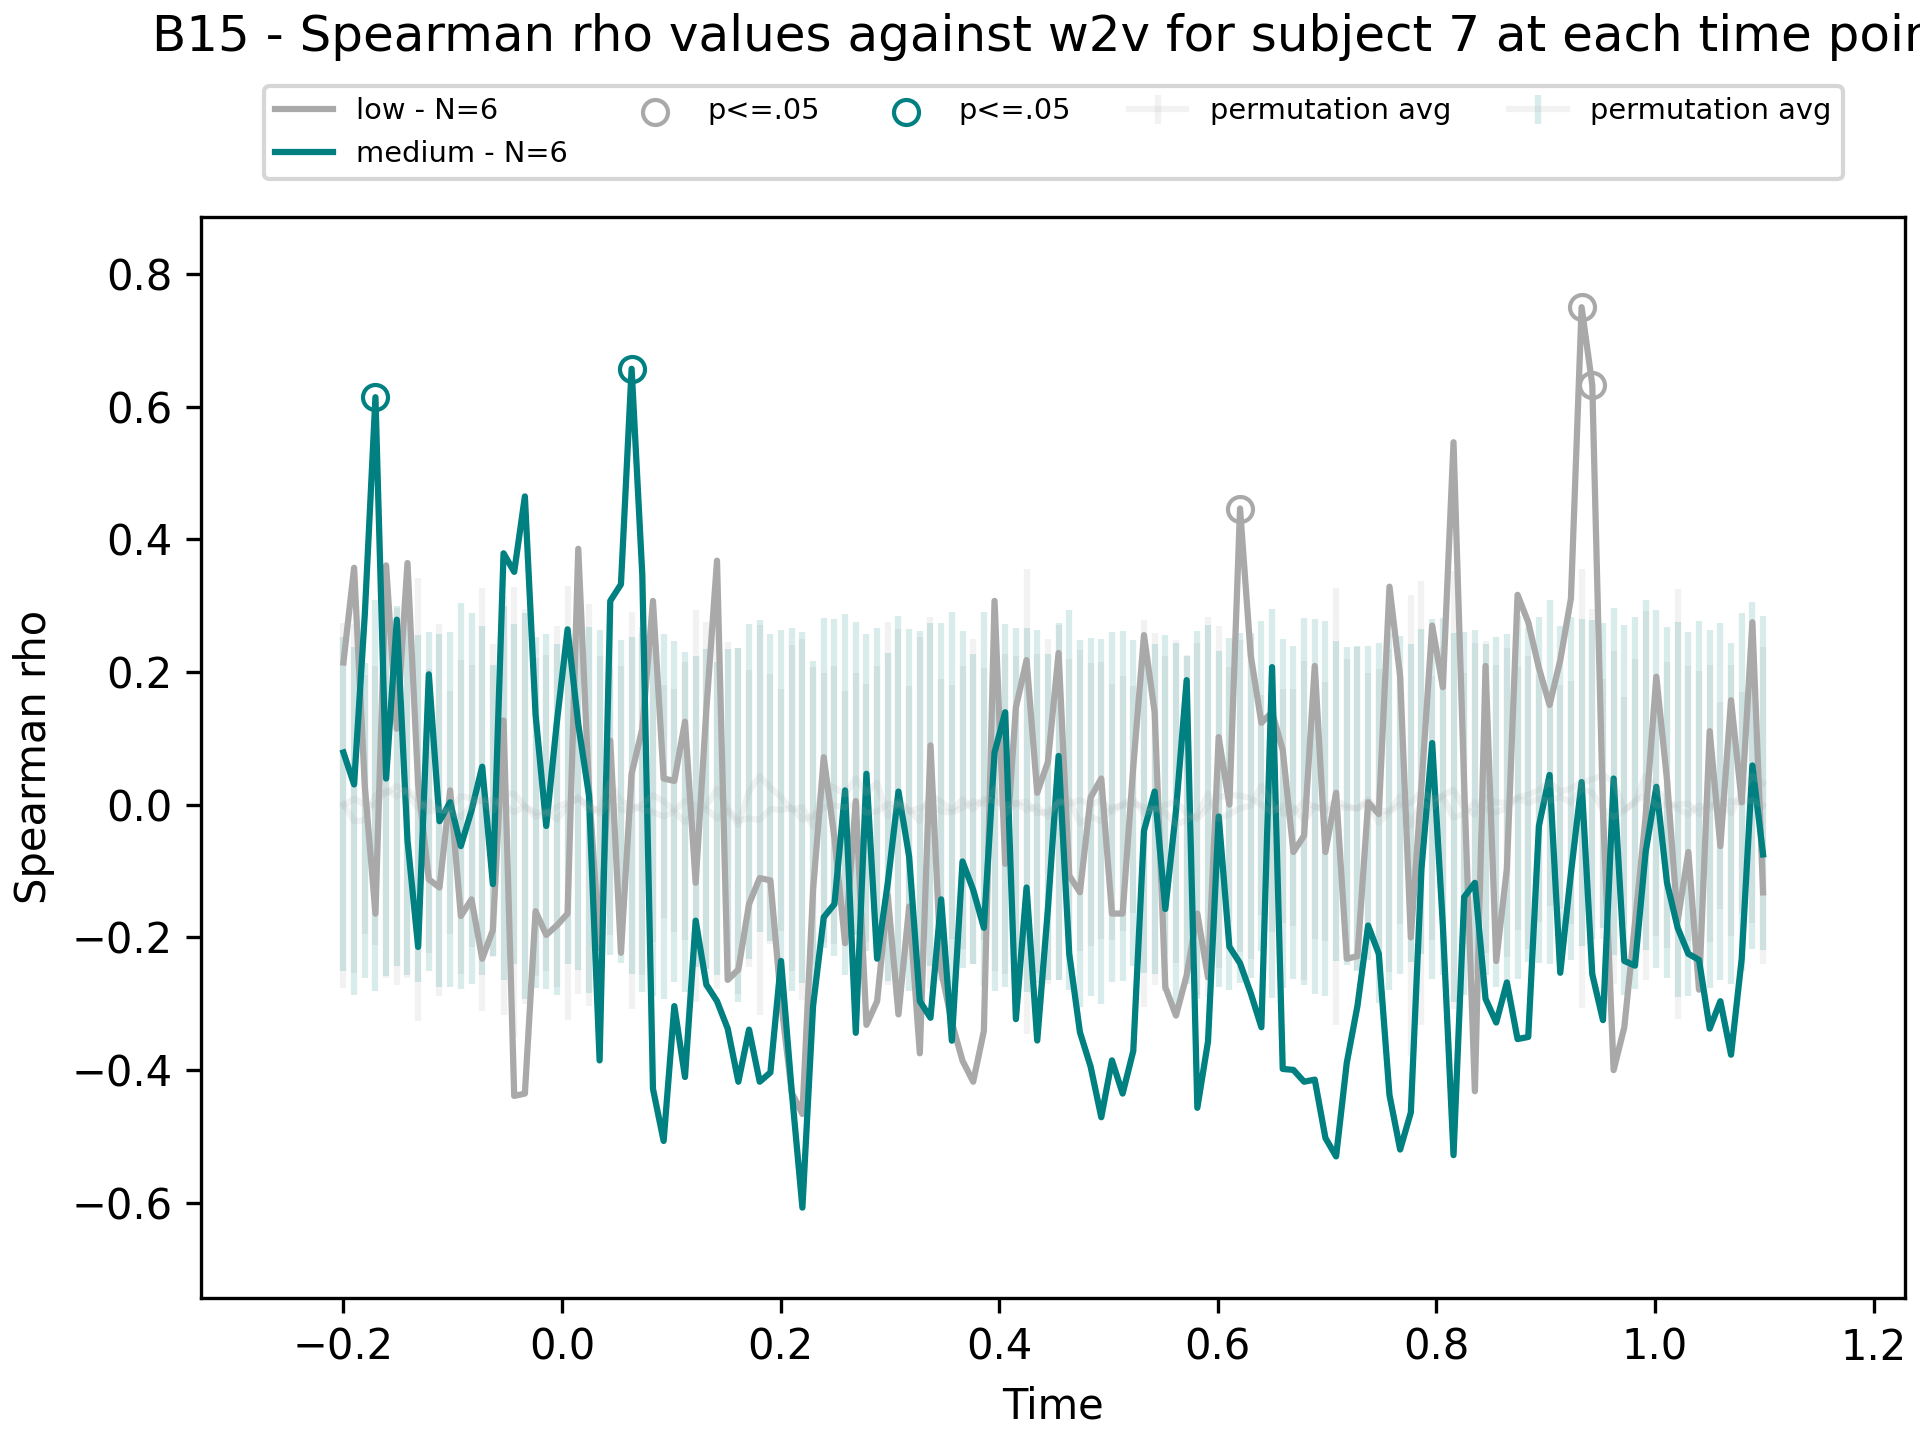 B15 - Spearman rho values against w2v for subject 7 at each time
low - N=6
medium - N=6
p<=.05
p<=.05
permutation avg
permutation avg
Spearman rho
0.8
0.6
0.4
0.2
0.0
−0.2
−0.4
−0.6
−0.2 0.0 0.2 0.4 0.6 0.8 1.0 1.2
Time